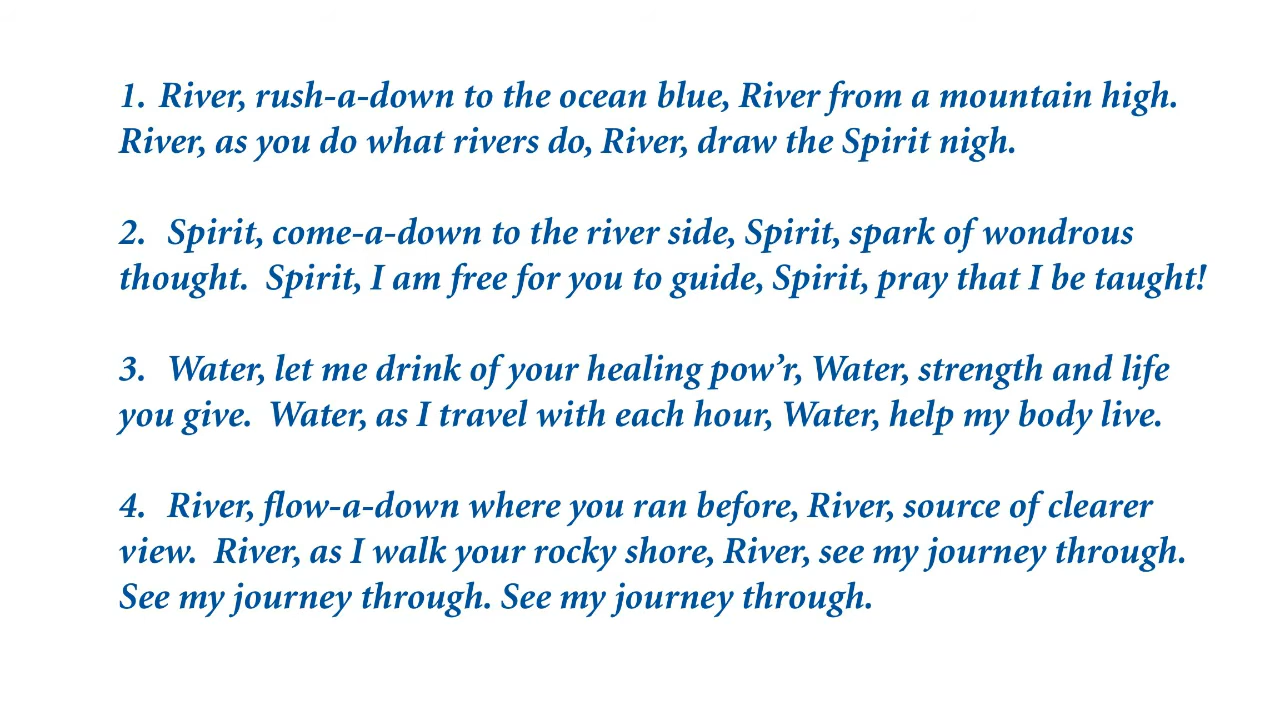 1. River, rush-a-down to the ocean blue, River from a mountain high.
River, as you do what rivers do, River, draw the Spirit nigh.
2. Spirit, come-a-down to the river side, Spirit, spark of wondrous
thought. Spirit, I am free for you to guide, Spirit, pray that I be taught!
3. Water, let me drink of your healing pow’r, Water, strength and life
you give. Water, as I travel with each hour, Water, help my body live.
4. River, flow-a-down where you ran before, River, source of clearer
view. River, as I walk your rocky shore, River, see my journey through.
See my journey through. See my journey through.